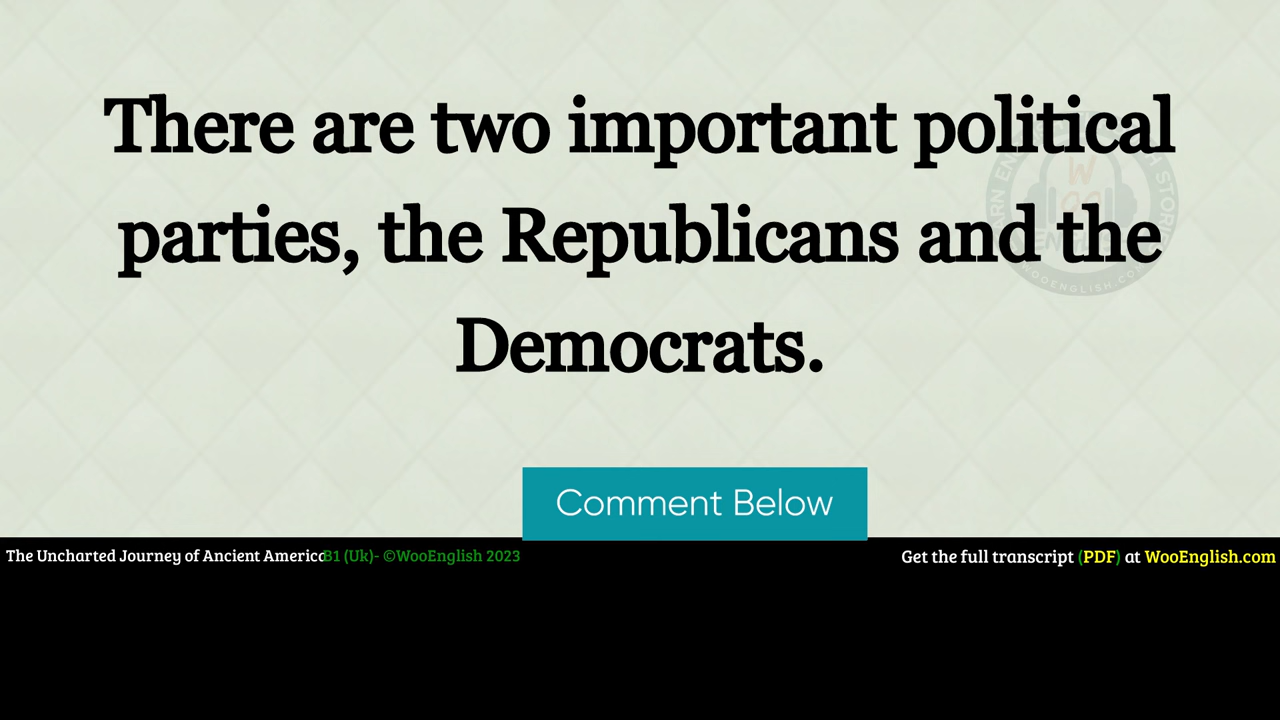 There are two important political
parties, the Republicans and the
Democrats.
Comment Below
The Uncharted Journey of Ancient America B1 (Uk)- ©WooEnglish 2023
Get the full transcript (PDF) at WooEnglish.com